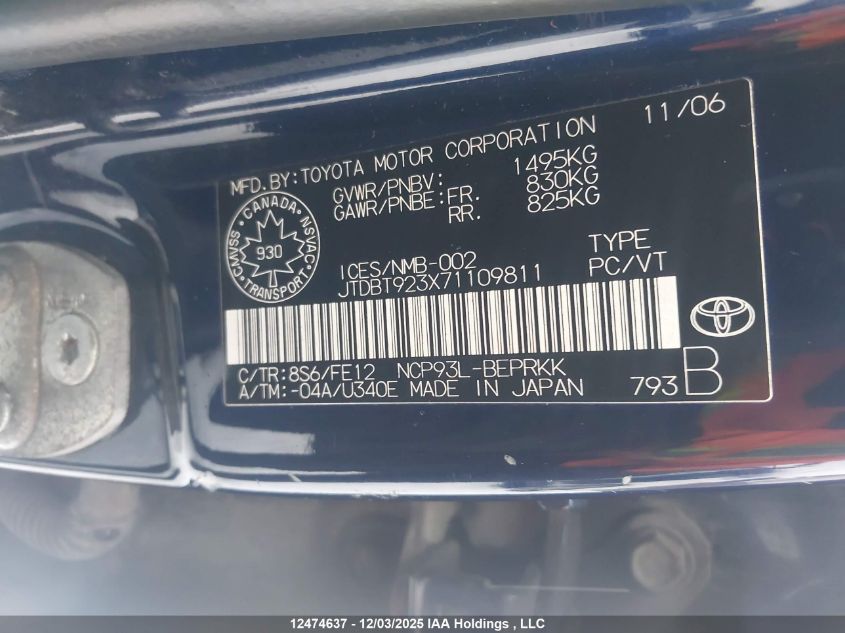 11/06
MFD.BY:TOYOTA MOTOR CORPORATION
GVWR/PNBV: 1495KG
GAWR/PNBE:FR. 830KG
RR. 825KG
CANADA
CMVSS NSVAC
930
TRANSPORT
ICES/NMB-002 TYPE
JTDBT923X71109811 PC/VT
C/TR:8S6/FE12 NCP93L-BEPRKK
A/TM:-04A/U340E MADE IN JAPAN 793 B
12474637 - 12/03/2025 IAA Holdings , LLC